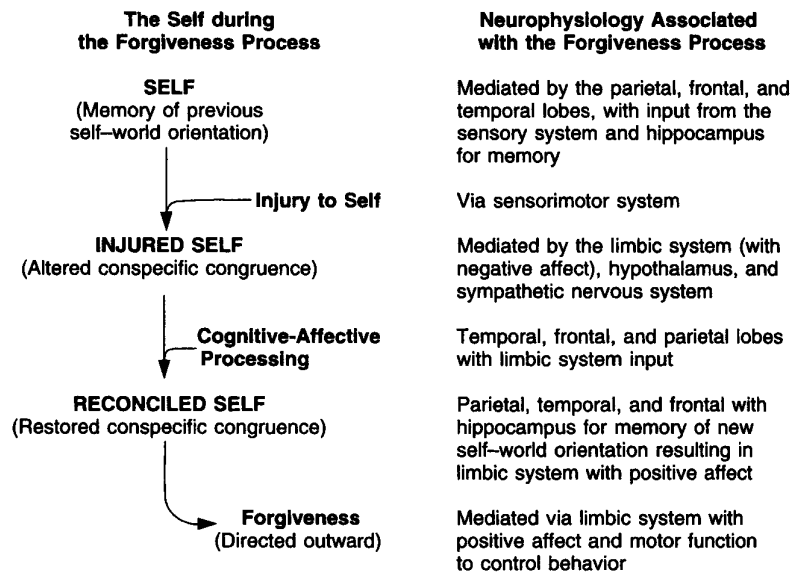 The Self during
the Forgiveness Process
Neurophysiology Associated
with the Forgiveness Process
SELF
(Memory of previous
self–world orientation)
Mediated by the parietal, frontal, and
temporal lobes, with input from the
sensory system and hippocampus
for memory
Injury to Self
Via sensorimotor system
INJURED SELF
(Altered conspecific congruence)
Mediated by the limbic system (with
negative affect), hypothalamus, and
sympathetic nervous system
Cognitive-Affective
Processing
Temporal, frontal, and parietal lobes
with limbic system input
RECONCILED SELF
(Restored conspecific congruence)
Parietal, temporal, and frontal with
hippocampus for memory of new
self–world orientation resulting in
limbic system with positive affect
Forgiveness
(Directed outward)
Mediated via limbic system with
positive affect and motor function
to control behavior